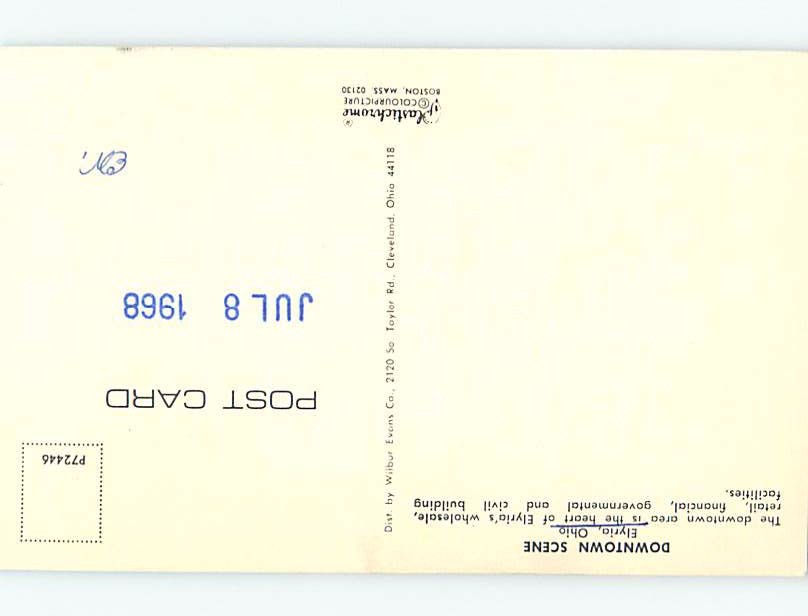 DOWNTOWN SCENE
Elyria, Ohio
The downtown area is the heart of Elyria's wholesale,
retail, financial, governmental and civil building
facilities.
Dist. by Wilbur Evans Co., 2120 So. Taylor Rd., Cleveland, Ohio 44118
Plastichrome ®
© COLOURPICTURE
BOSTON, MASS. 02130
P72446
POST CARD
JUL 8 1968